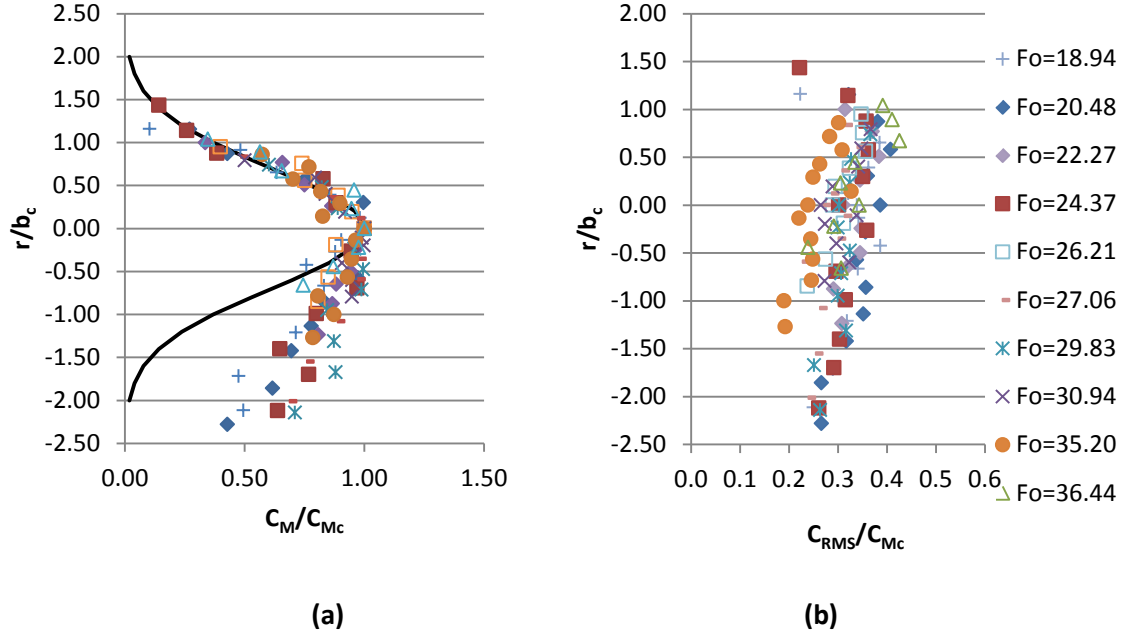 2.50
2.00
1.50
1.00
0.50
0.00
-0.50
-1.00
-1.50
-2.00
-2.50
r/bc
0.00 0.50 1.00 1.50
CM/CMc
(a)
2.00
1.50
1.00
0.50
0.00
-0.50
-1.00
-1.50
-2.00
-2.50
r/bc
0.0 0.1 0.2 0.3 0.4 0.5 0.6
CRMS/CMc
(b)
Fo=18.94
Fo=20.48
Fo=22.27
Fo=24.37
Fo=26.21
Fo=27.06
Fo=29.83
Fo=30.94
Fo=35.20
Fo=36.44